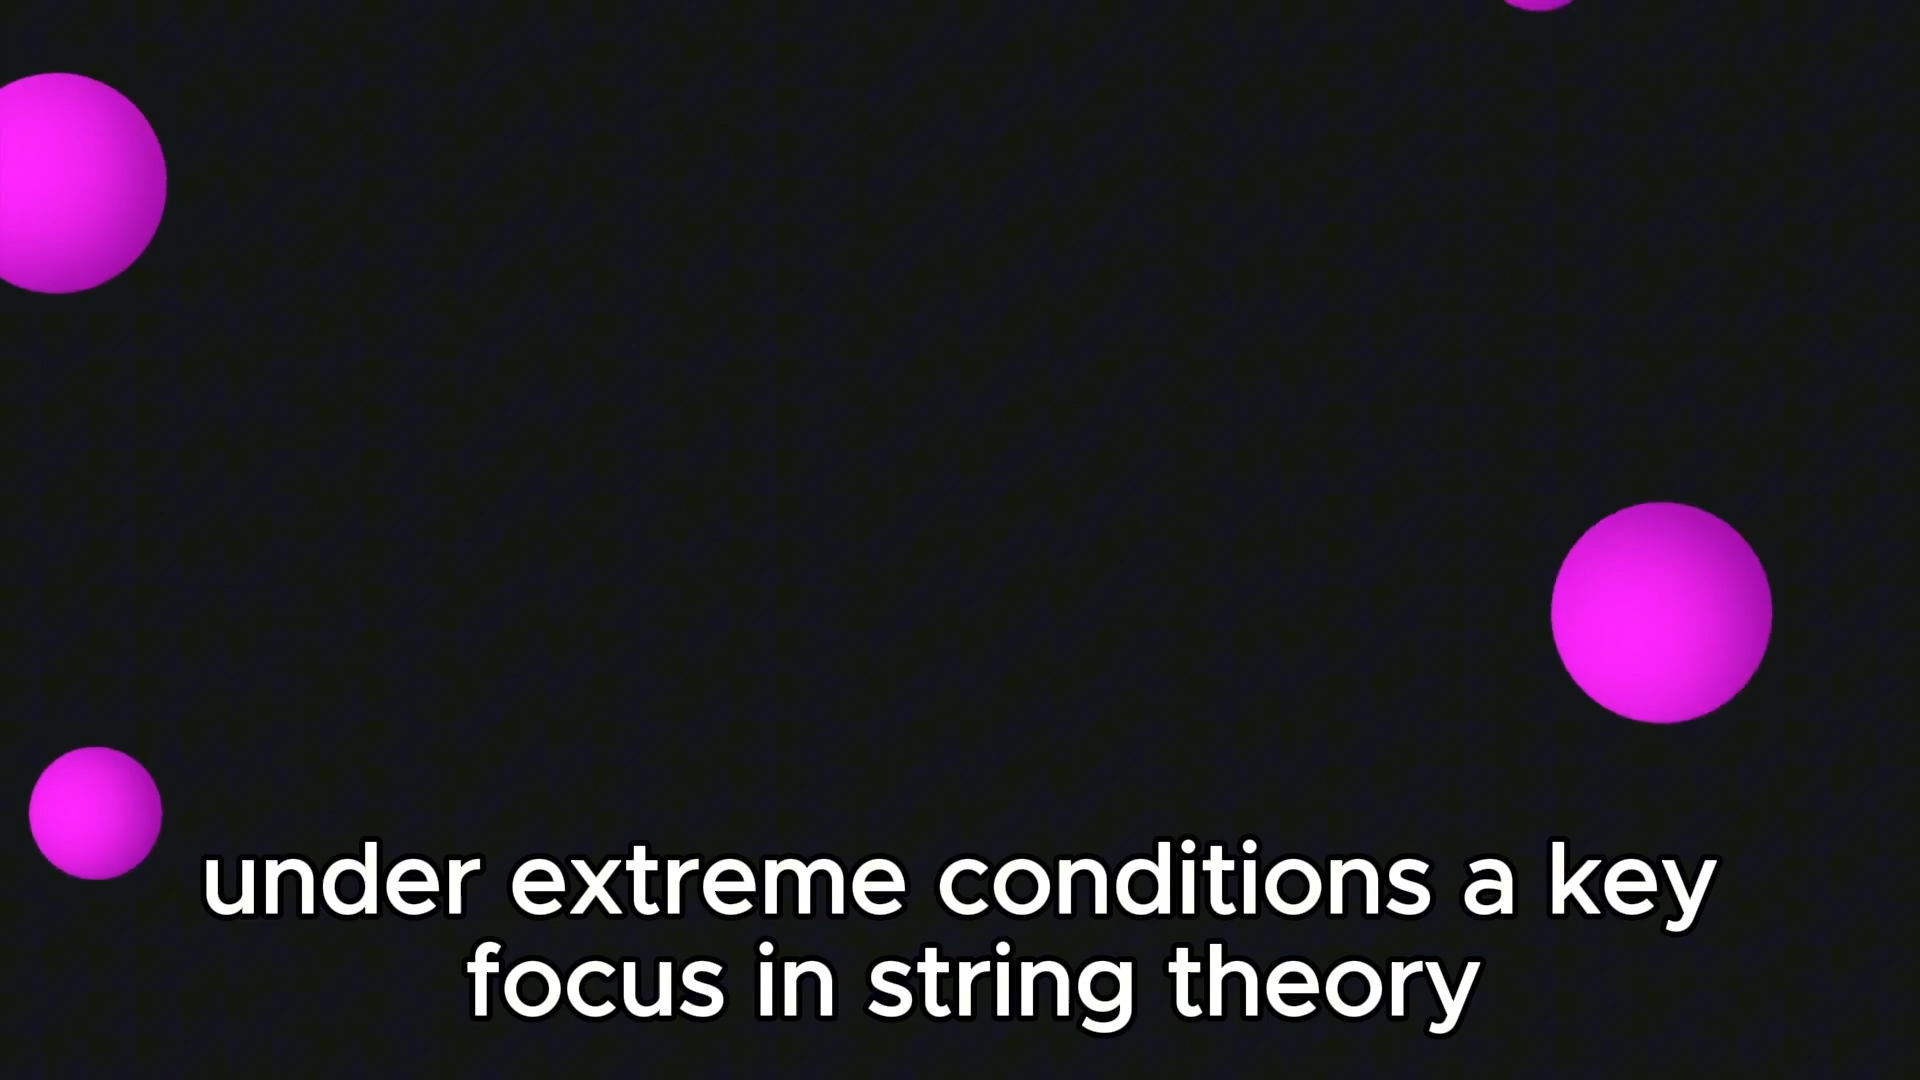 under extreme conditions a key
focus in string theory